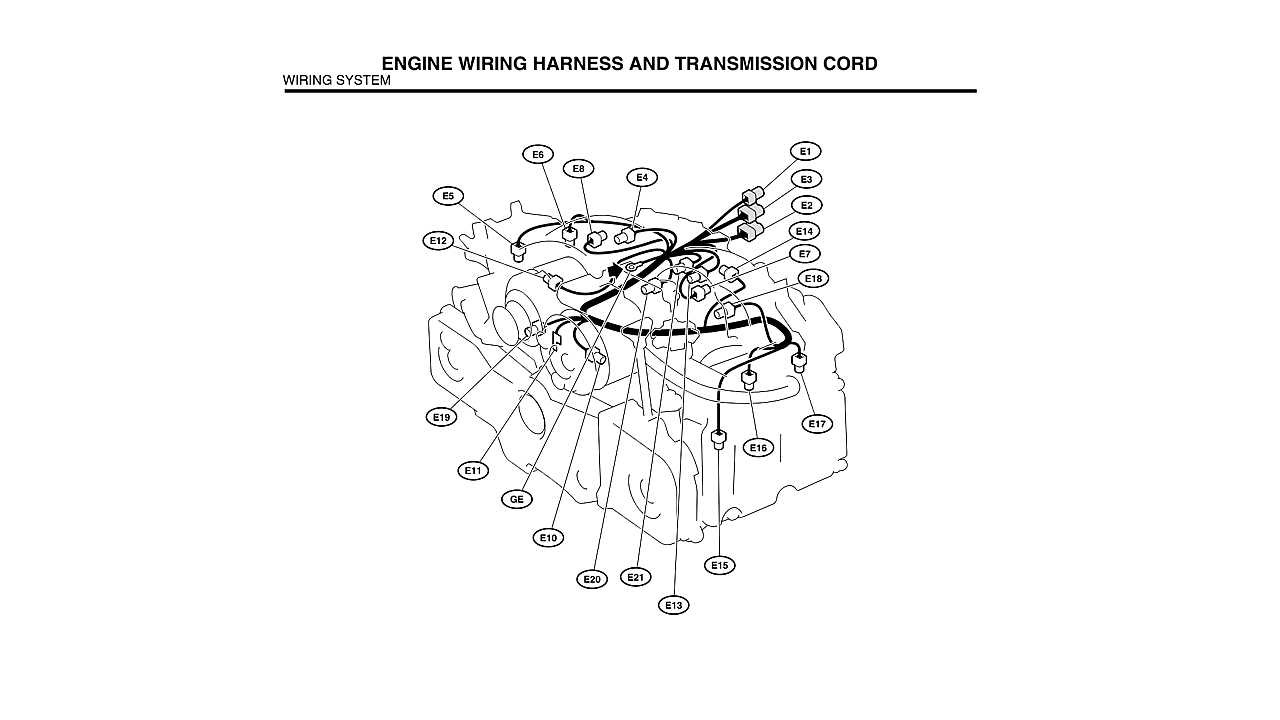 ENGINE WIRING HARNESS AND TRANSMISSION CORD
WIRING SYSTEM
E1
E6
E8
E4
E3
E5
E2
E14
E12
E7
E18
E19
E17
E16
E11
GE
E10
E15
E21
E20
E13